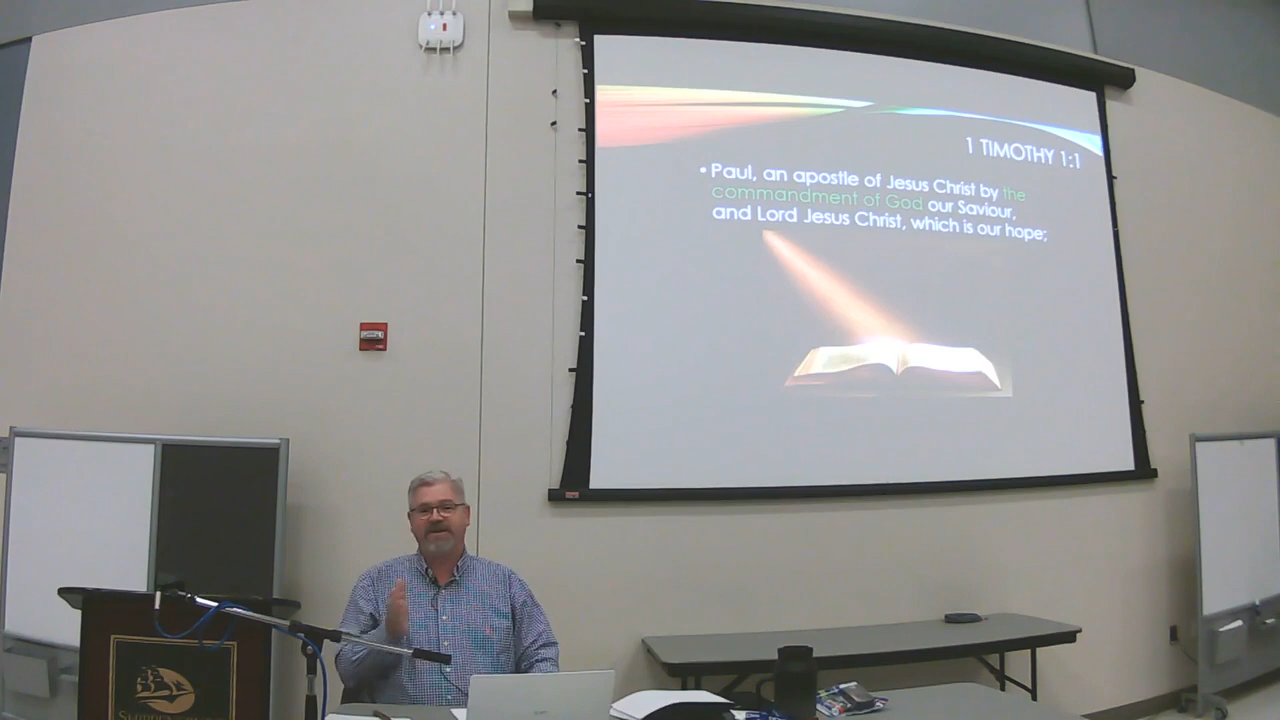 1 TIMOTHY 1:1
• Paul, an apostle of Jesus Christ by the
commandment of God our Saviour,
and Lord Jesus Christ, which is our hope;